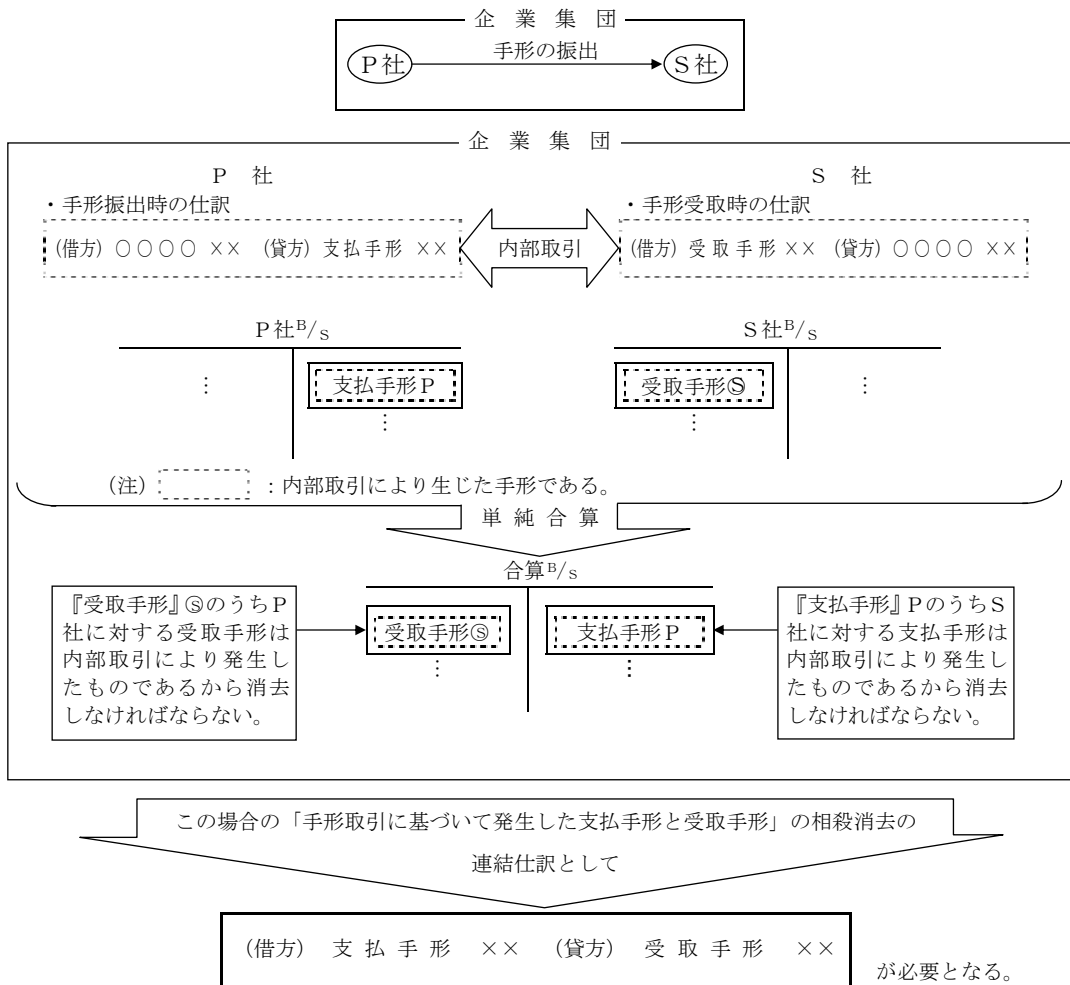 企業集団
手形の振出
P社
S社
企業集団
P社
S社
・手形振出時の仕訳
・手形受取時の仕訳
(借方) 〇〇〇〇 ×× (貸方) 支払手形 ××
内部取引
(借方) 受取手形 ×× (貸方) 〇〇〇〇 ××
P社B/S
S社B/S
⋮
支払手形P
⋮
受取手形Ⓢ
⋮
⋮
(注) :内部取引により生じた手形である。
単純合算
合算B/S
『受取手形』ⓈのうちP
社に対する受取手形は
内部取引により発生し
たものであるから消去
しなければならない。
受取手形Ⓢ
⋮
支払手形P
⋮
『支払手形』PのうちS
社に対する支払手形は
内部取引により発生し
たものであるから消去
しなければならない。
この場合の「手形取引に基づいて発生した支払手形と受取手形」の相殺消去の
連結仕訳として
(借方) 支払手形 ×× (貸方) 受取手形 ××
が必要となる。